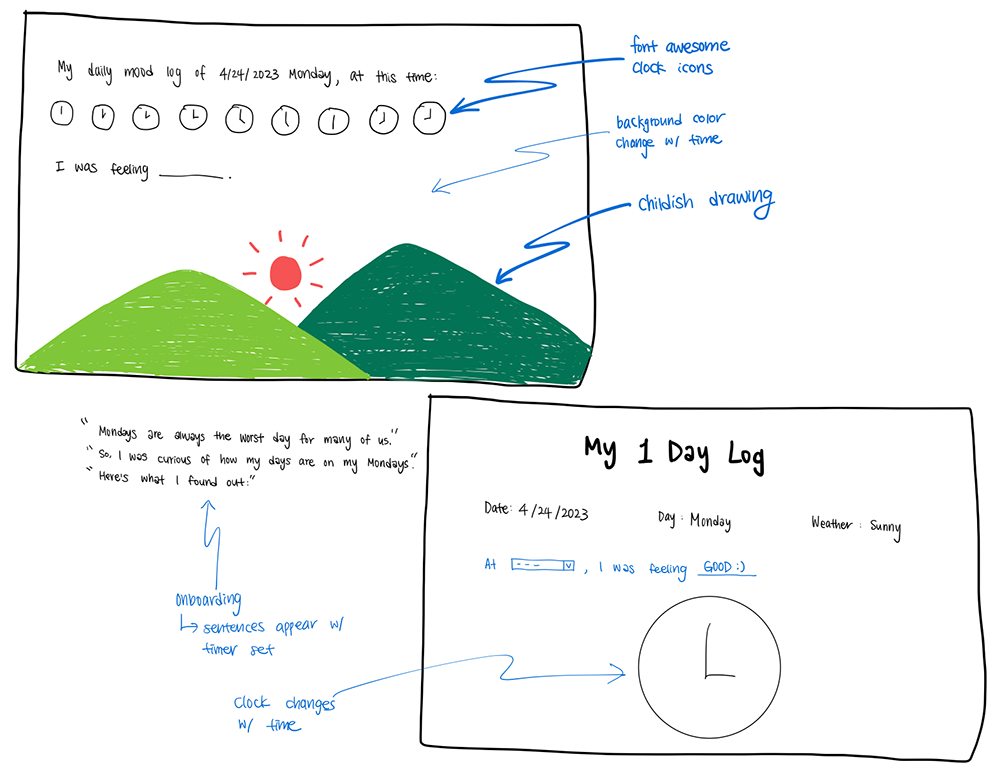 My daily mood log of 4/24/2023 Monday, at this time:
I was feeling ______.
font awesome
clock icons
background color
change w/ time
childish drawing
"Mondays are always the worst day for many of us."
"So, I was curious of how my days are on my Mondays."
"Here's what I found out:"
onboarding
↳ sentences appear w/
timer set
Clock changes
w/ time
My 1 Day Log
Date: 4/24/2023 Day: Monday Weather: Sunny
At --- v, I was feeling GOOD :)